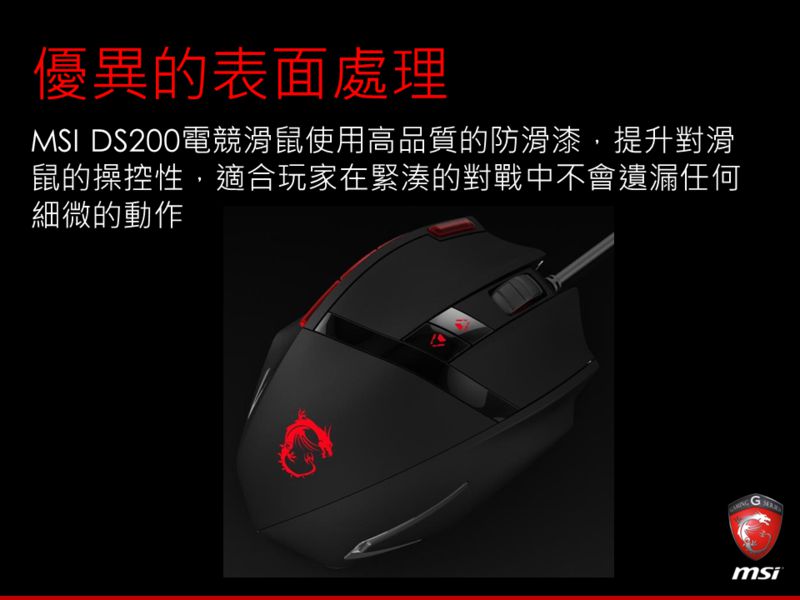 優異的表面處理
MSI DS200電競滑鼠使用高品質的防滑漆，提升對滑
鼠的操控性，適合玩家在緊湊的對戰中不會遺漏任何
細微的動作
GAMING G SERIES
msi